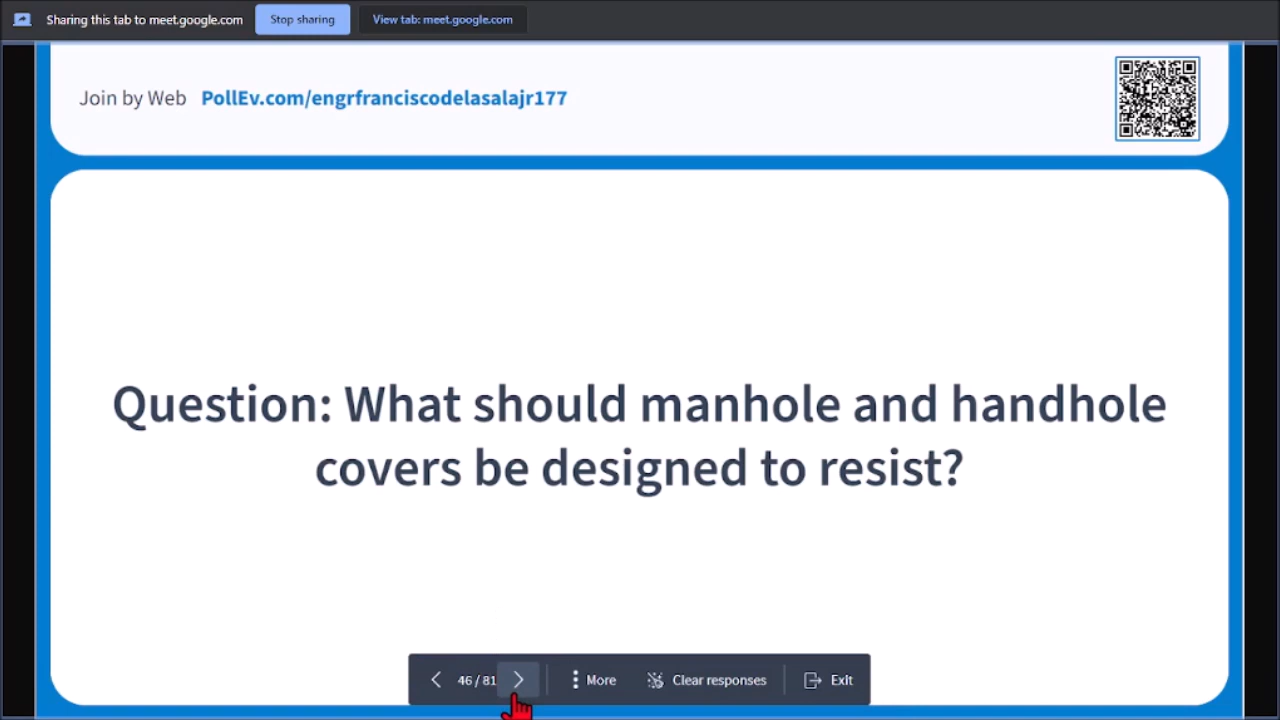 Sharing this tab to meet.google.com Stop sharing View tab: meet.google.com
Join by Web PollEv.com/engrfranciscodelasalajr177
Question: What should manhole and handhole
covers be designed to resist?
46 / 81 More Clear responses Exit